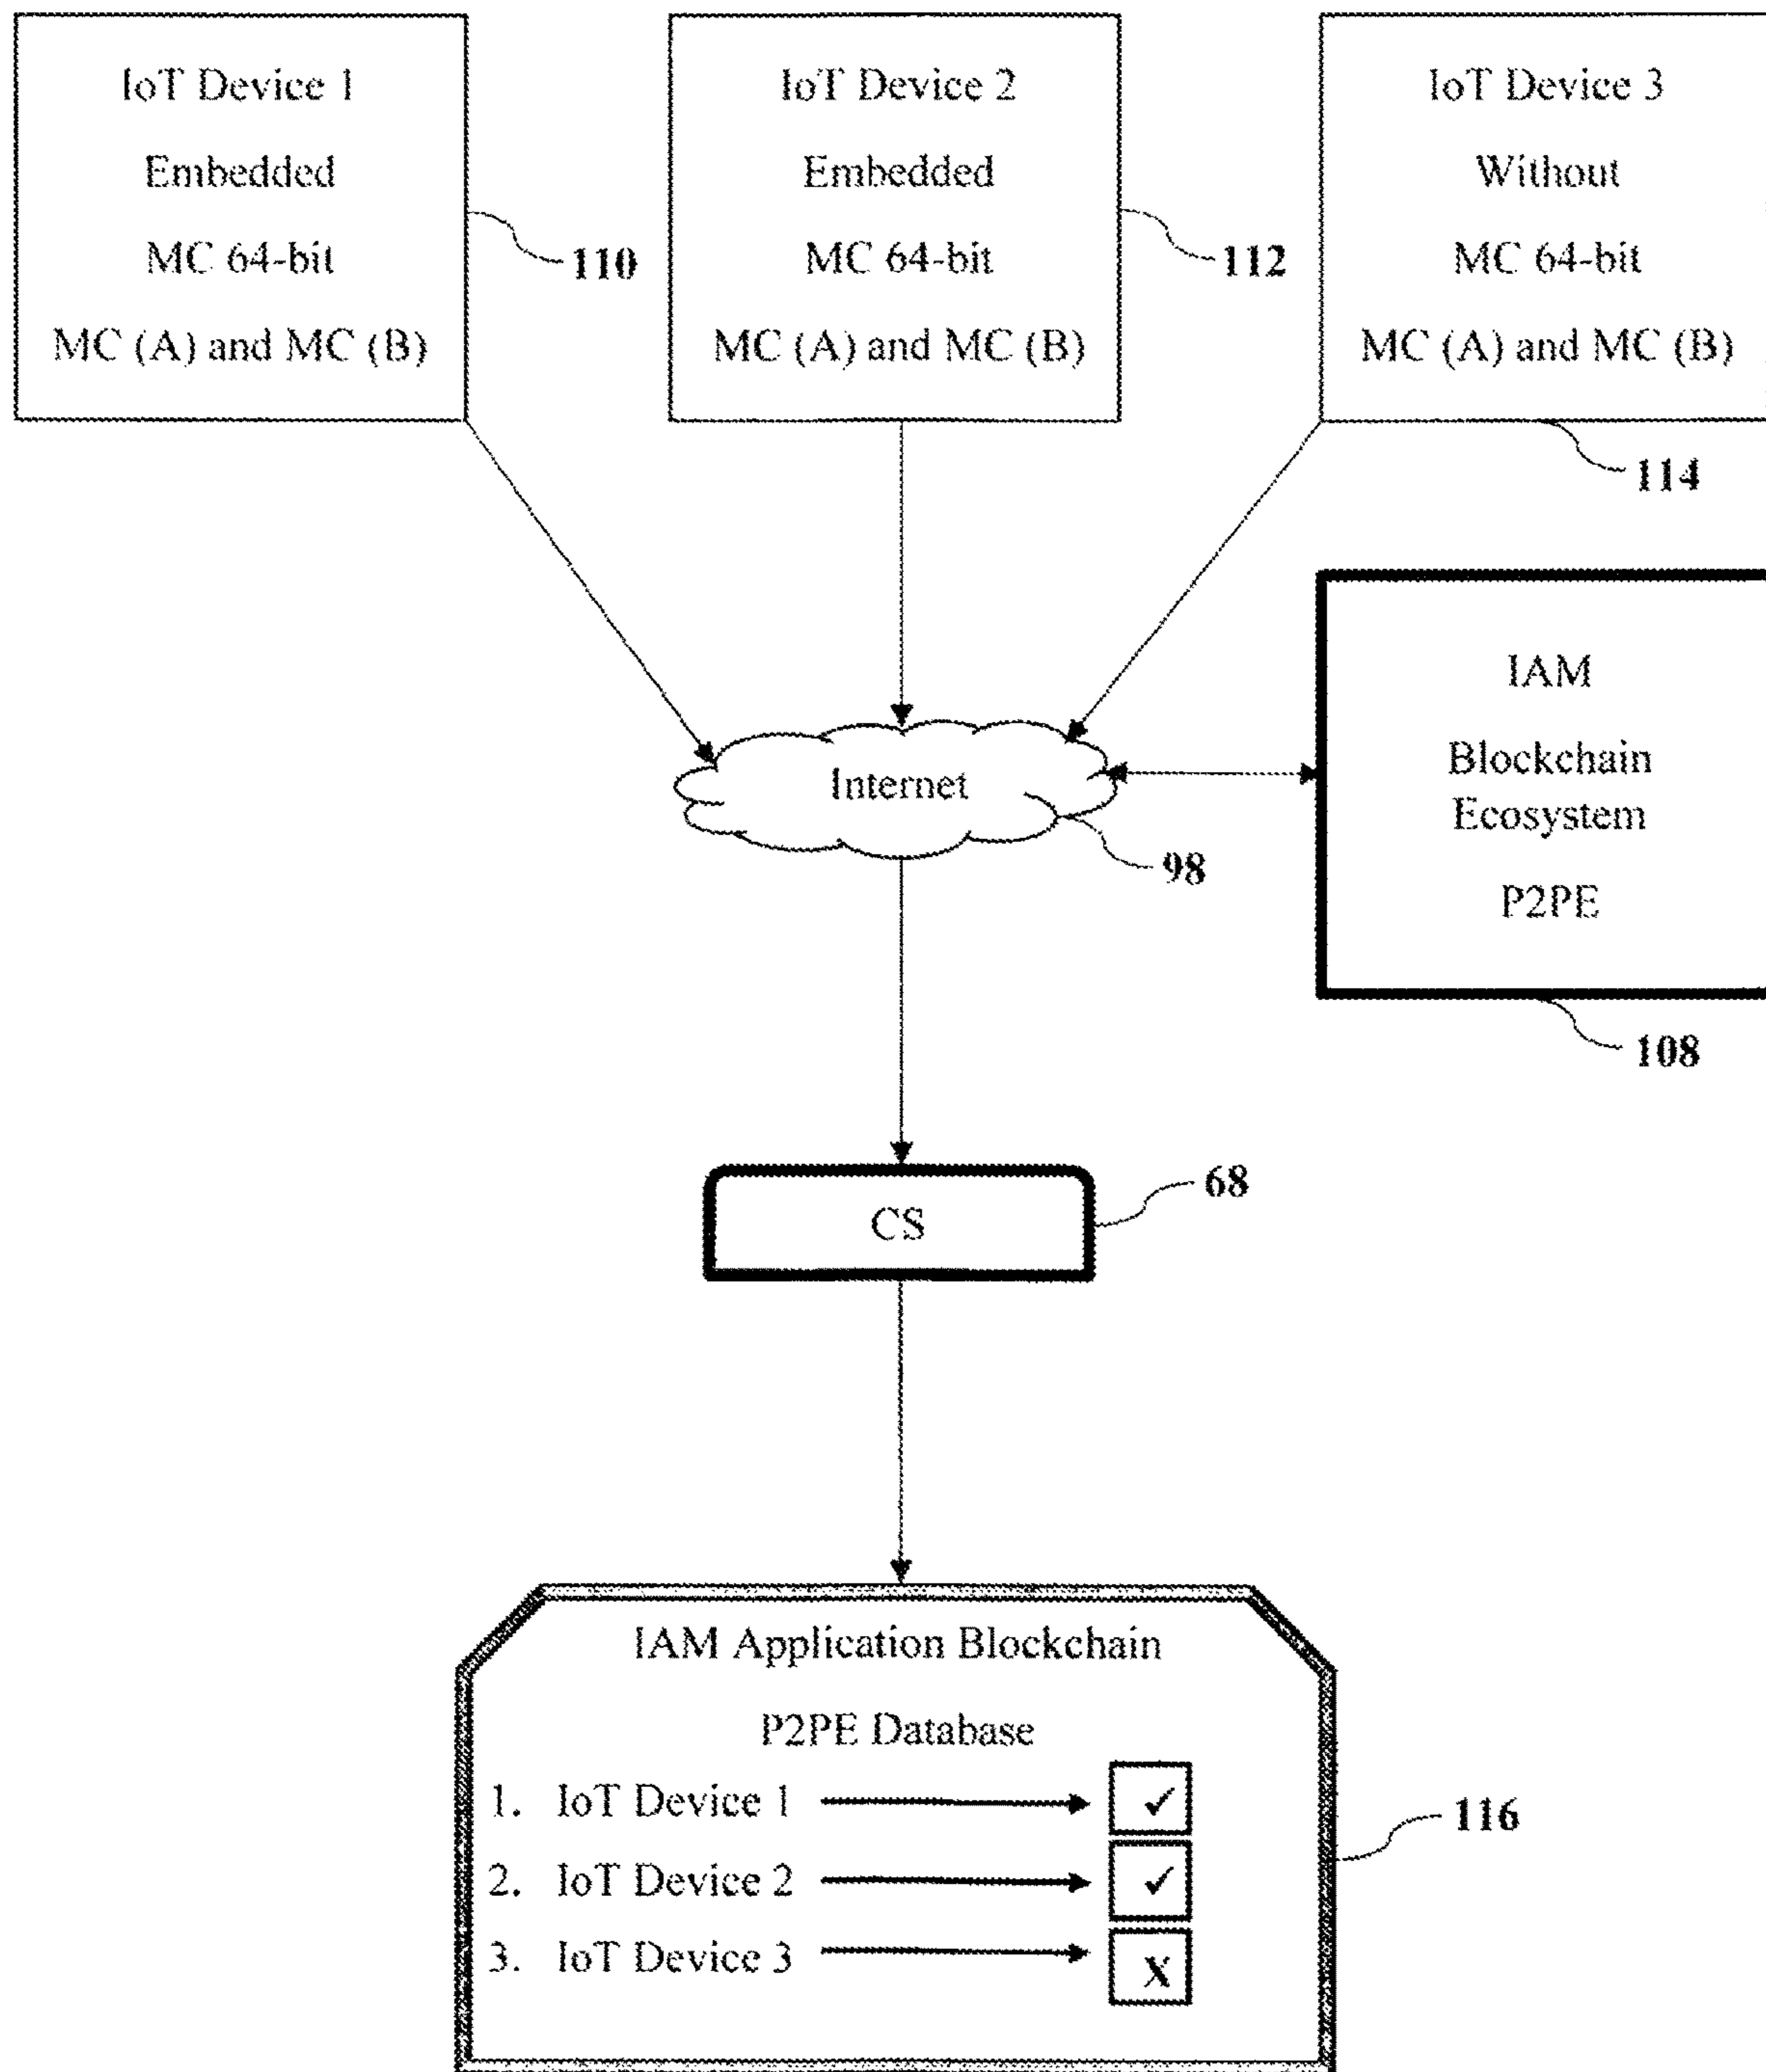 IoT Device 1
Embedded
MC 64-bit
MC (A) and MC (B)
110
IoT Device 2
Embedded
MC 64-bit
MC (A) and MC (B)
112
IoT Device 3
Without
MC 64-bit
MC (A) and MC (B)
114
Internet
98
IAM
Blockchain
Ecosystem
P2PE
108
CS
68
IAM Application Blockchain
P2PE Database
1. IoT Device 1 ✓
2. IoT Device 2 ✓
3. IoT Device 3 X
116